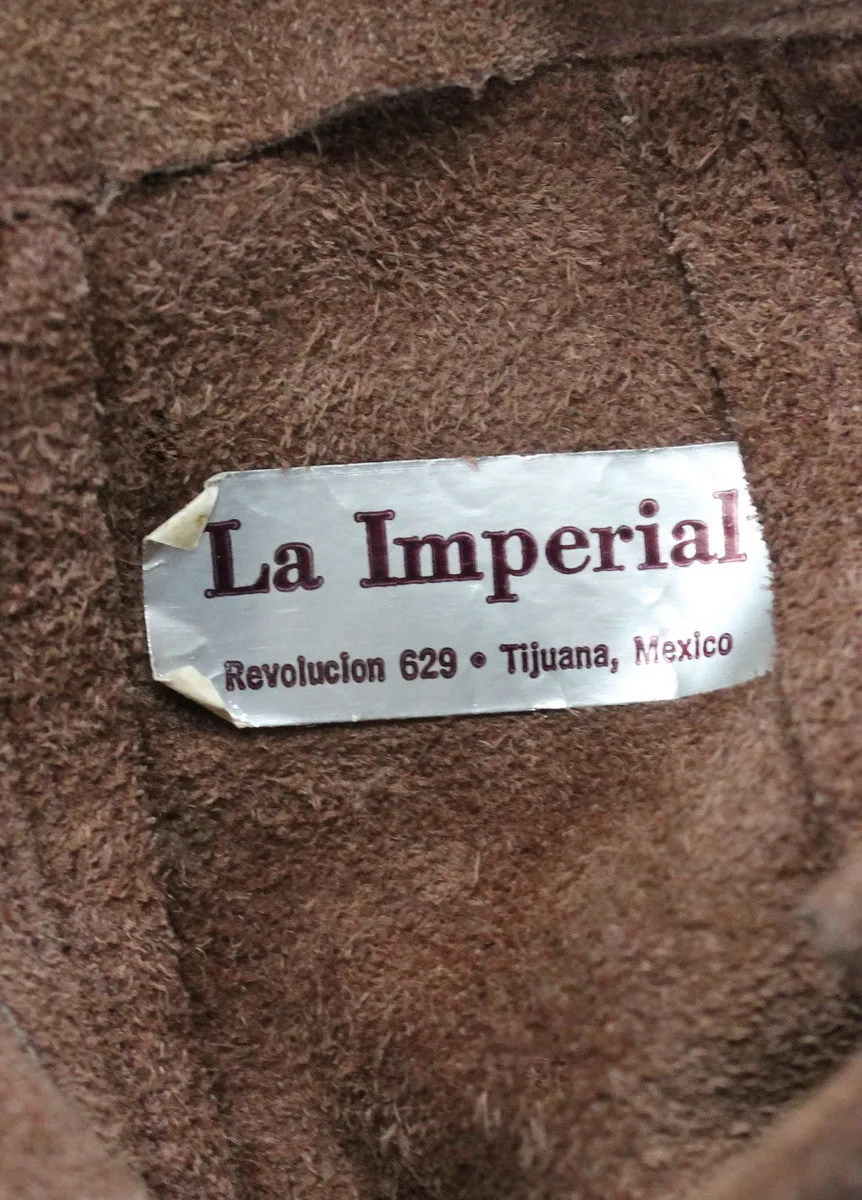 La Imperial
Revolucion 629 • Tijuana, Mexico